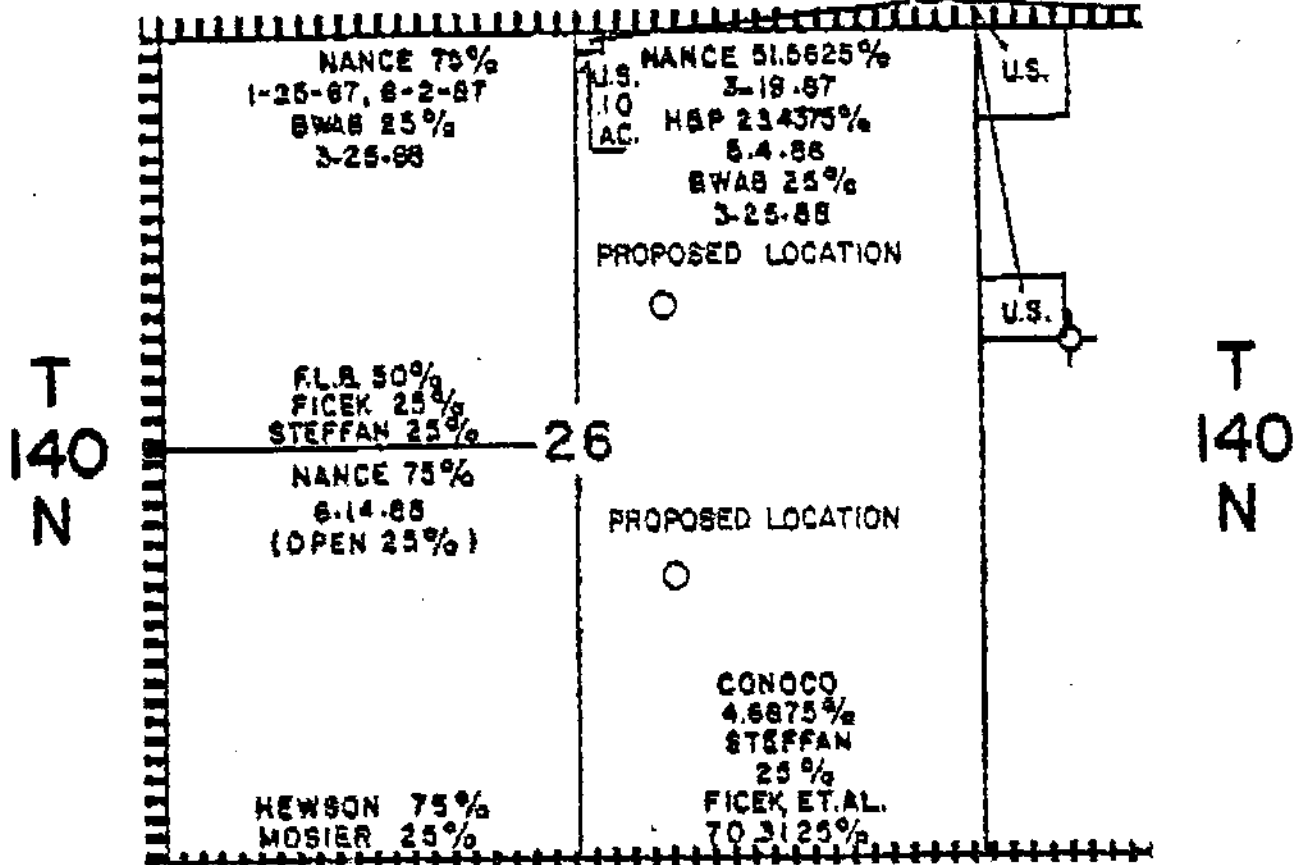 NANCE 75%
1-25-87, 6-2-87
BWAB 25%
3-25-88
U.S.
10
AC.
NANCE 51.5625%
3-19-87
H&P 23.4375%
5.4.86
BWAB 25%
3-25-88
U.S.
PROPOSED LOCATION
U.S.
T
140
N
F.L.B. 50%
FICEK 25%
STEFFAN 25%
26
NANCE 75%
6-14-88
(OPEN 25%)
PROPOSED LOCATION
T
140
N
CONOCO
4.6875%
STEFFAN
25%
FICEK, ET.AL.
70.3125%
HEWSON 75%
MOSIER 25%